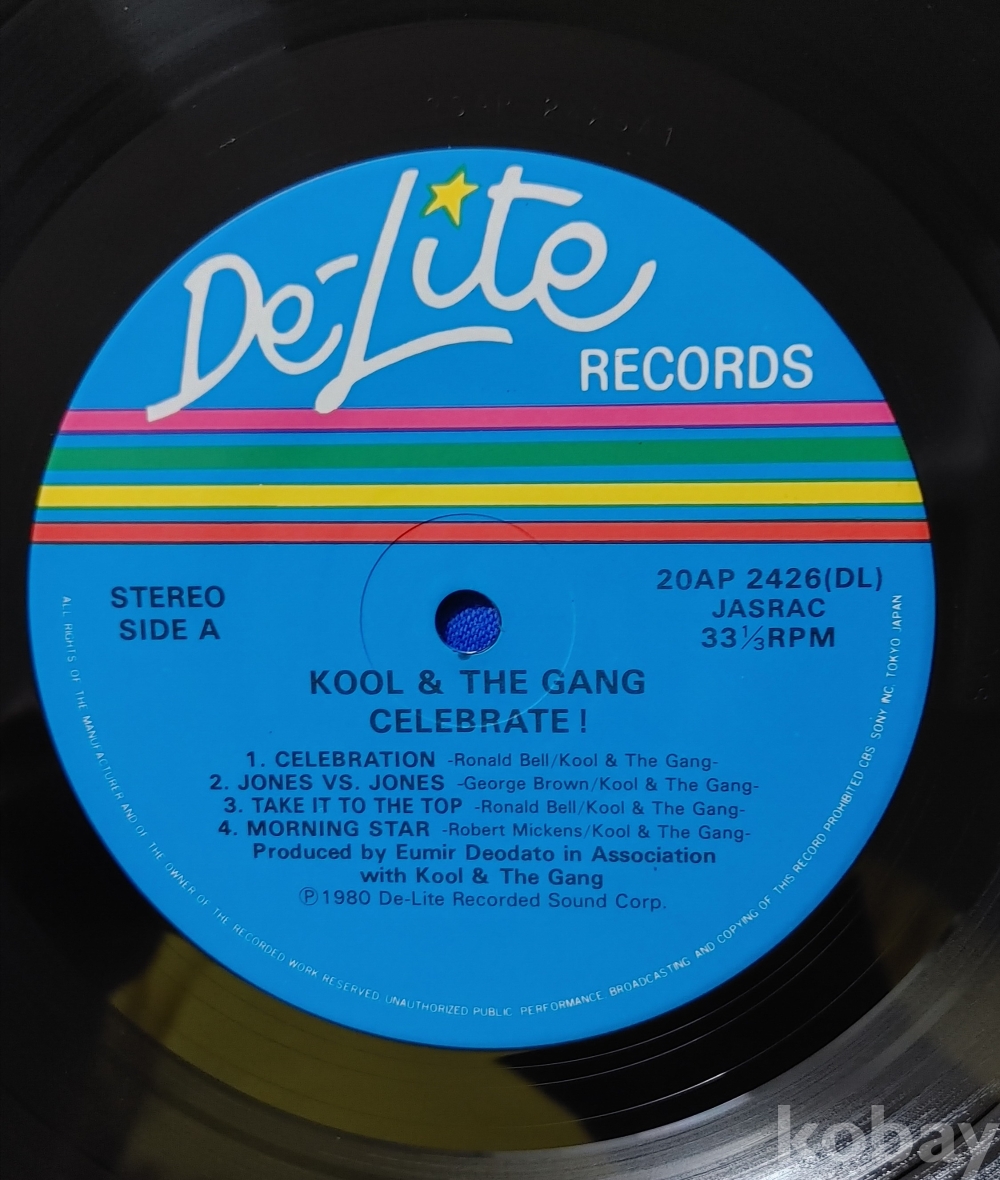 De-Lite
RECORDS
STEREO
SIDE A
20AP 2426(DL)
JASRAC
33⅓RPM
KOOL & THE GANG
CELEBRATE!
1. CELEBRATION -Ronald Bell/Kool & The Gang-
2. JONES VS. JONES -George Brown/Kool & The Gang-
3. TAKE IT TO THE TOP -Ronald Bell/Kool & The Gang-
4. MORNING STAR -Robert Mickens/Kool & The Gang-
Produced by Eumir Deodato in Association
with Kool & The Gang
Ⓟ1980 De-Lite Recorded Sound Corp.
ALL RIGHTS OF THE MANUFACTURER AND OF THE OWNER OF THE RECORDED WORK RESERVED. UNAUTHORIZED PUBLIC PERFORMANCE. BROADCASTING AND COPYING OF THIS RECORD PROHIBITED CBS SONY INC. TOKYO JAPAN
kobay